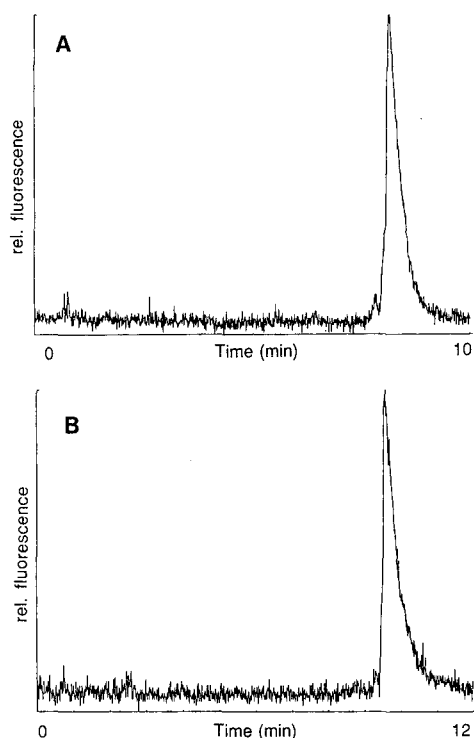 A
rel. fluorescence
0 Time (min) 10
B
rel. fluorescence
0 Time (min) 12